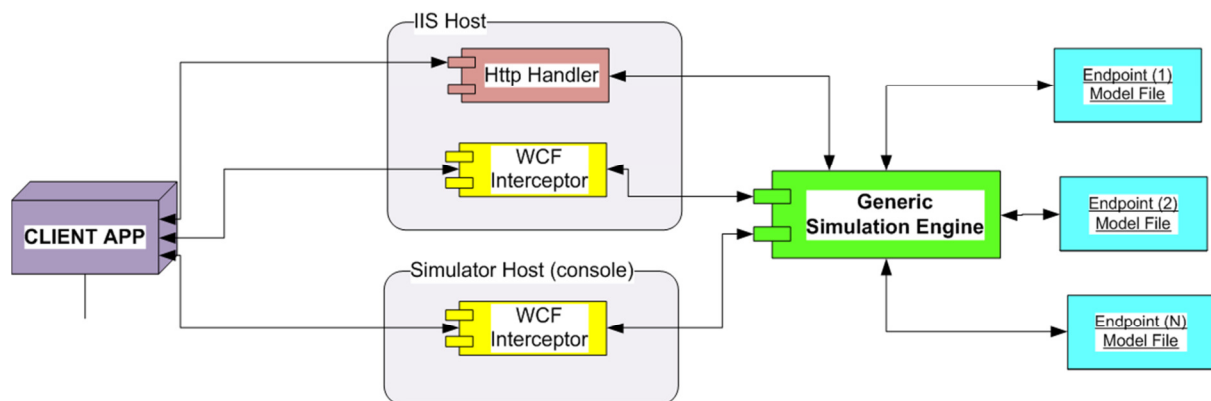 IIS Host
Http Handler
WCF
Interceptor
CLIENT APP
Simulator Host (console)
WCF
Interceptor
Generic
Simulation Engine
Endpoint (1)
Model File
Endpoint (2)
Model File
Endpoint (N)
Model File